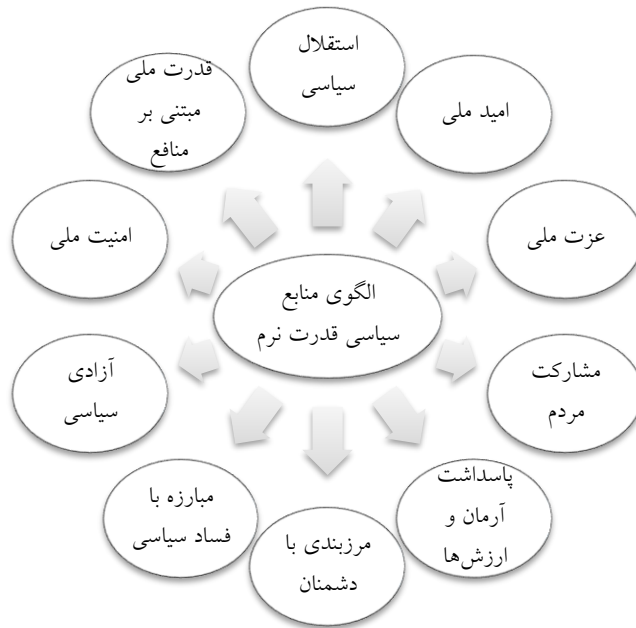 استقلال
سیاسی
امید ملی
عزت ملی
مشارکت
مردم
پاسداشت
آرمان و
ارزش‌ها
مرزبندی با
دشمنان
مبارزه با
فساد سیاسی
آزادی
سیاسی
امنیت ملی
قدرت ملی
مبتنی بر
منافع
الگوی منابع
سیاسی قدرت نرم